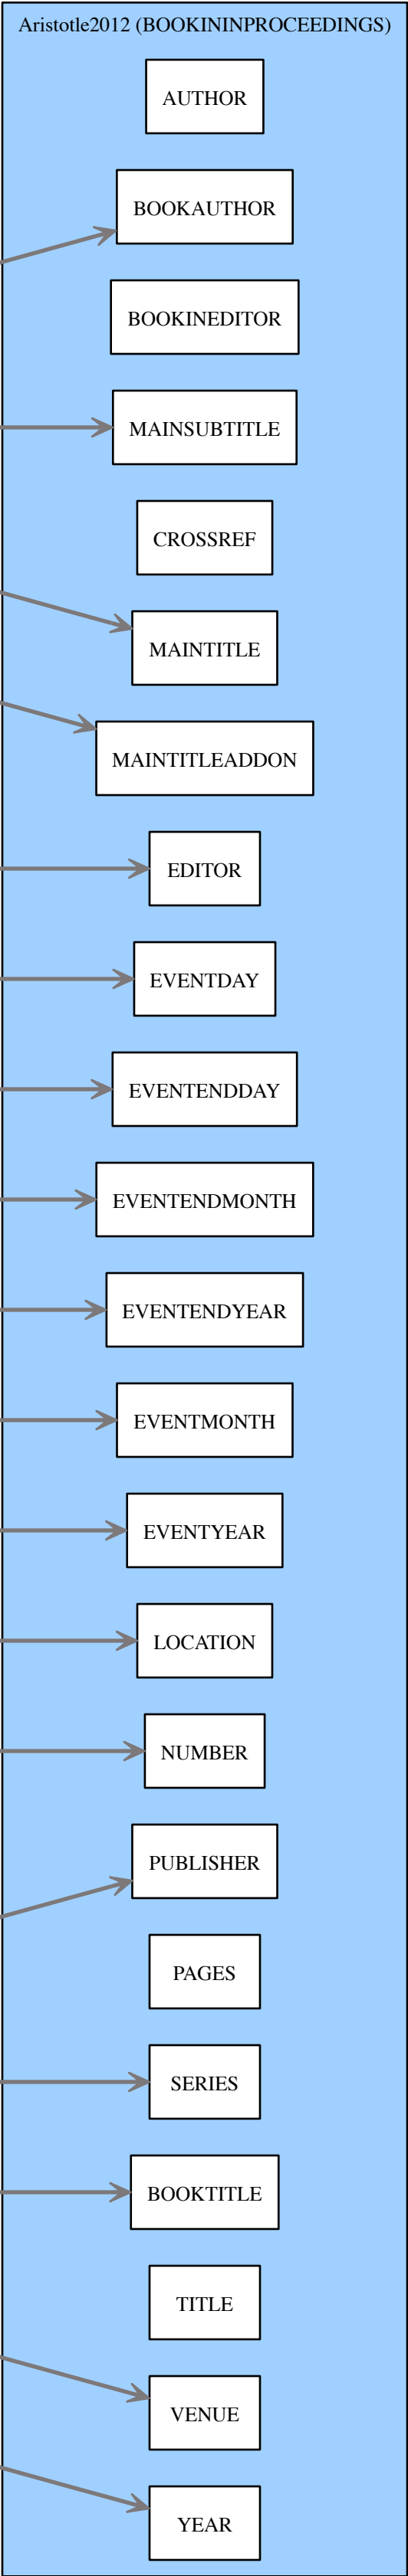 Aristotle2012 (BOOKININPROCEEDINGS)
AUTHOR
BOOKAUTHOR
BOOKINEDITOR
MAINSUBTITLE
CROSSREF
MAINTITLE
MAINTITLEADDON
EDITOR
EVENTDAY
EVENTENDDAY
EVENTENDMONTH
EVENTENDYEAR
EVENTMONTH
EVENTYEAR
LOCATION
NUMBER
PUBLISHER
PAGES
SERIES
BOOKTITLE
TITLE
VENUE
YEAR